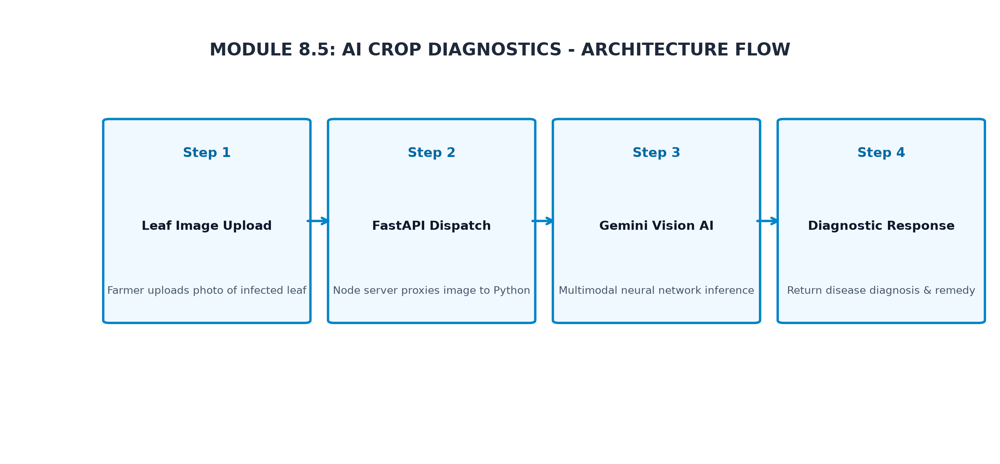 MODULE 8.5: AI CROP DIAGNOSTICS - ARCHITECTURE FLOW
Step 1
Leaf Image Upload
Farmer uploads photo of infected leaf
Step 2
FastAPI Dispatch
Node server proxies image to Python
Step 3
Gemini Vision AI
Multimodal neural network inference
Step 4
Diagnostic Response
Return disease diagnosis & remedy